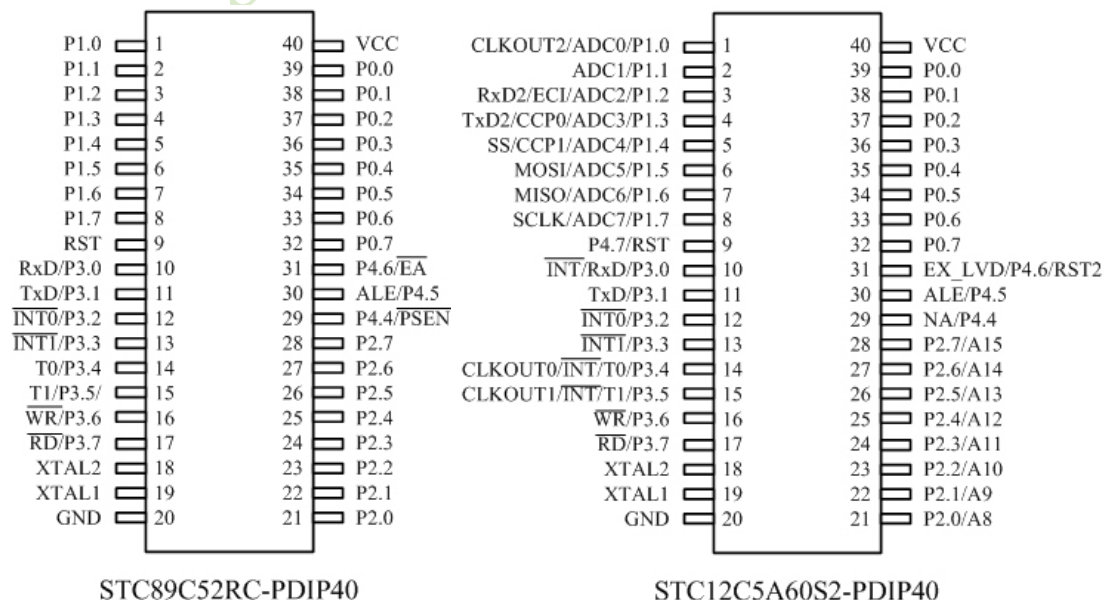 P1.0 1 40 VCC
P1.1 2 39 P0.0
P1.2 3 38 P0.1
P1.3 4 37 P0.2
P1.4 5 36 P0.3
P1.5 6 35 P0.4
P1.6 7 34 P0.5
P1.7 8 33 P0.6
RST 9 32 P0.7
RxD/P3.0 10 31 P4.6/EA
TxD/P3.1 11 30 ALE/P4.5
INT0/P3.2 12 29 P4.4/PSEN
INT1/P3.3 13 28 P2.7
T0/P3.4 14 27 P2.6
T1/P3.5/ 15 26 P2.5
WR/P3.6 16 25 P2.4
RD/P3.7 17 24 P2.3
XTAL2 18 23 P2.2
XTAL1 19 22 P2.1
GND 20 21 P2.0
STC89C52RC-PDIP40
CLKOUT2/ADC0/P1.0 1 40 VCC
ADC1/P1.1 2 39 P0.0
RxD2/ECI/ADC2/P1.2 3 38 P0.1
TxD2/CCP0/ADC3/P1.3 4 37 P0.2
SS/CCP1/ADC4/P1.4 5 36 P0.3
MOSI/ADC5/P1.5 6 35 P0.4
MISO/ADC6/P1.6 7 34 P0.5
SCLK/ADC7/P1.7 8 33 P0.6
P4.7/RST 9 32 P0.7
INT/RxD/P3.0 10 31 EX_LVD/P4.6/RST2
TxD/P3.1 11 30 ALE/P4.5
INT0/P3.2 12 29 NA/P4.4
INT1/P3.3 13 28 P2.7/A15
CLKOUT0/INT/T0/P3.4 14 27 P2.6/A14
CLKOUT1/INT/T1/P3.5 15 26 P2.5/A13
WR/P3.6 16 25 P2.4/A12
RD/P3.7 17 24 P2.3/A11
XTAL2 18 23 P2.2/A10
XTAL1 19 22 P2.1/A9
GND 20 21 P2.0/A8
STC12C5A60S2-PDIP40